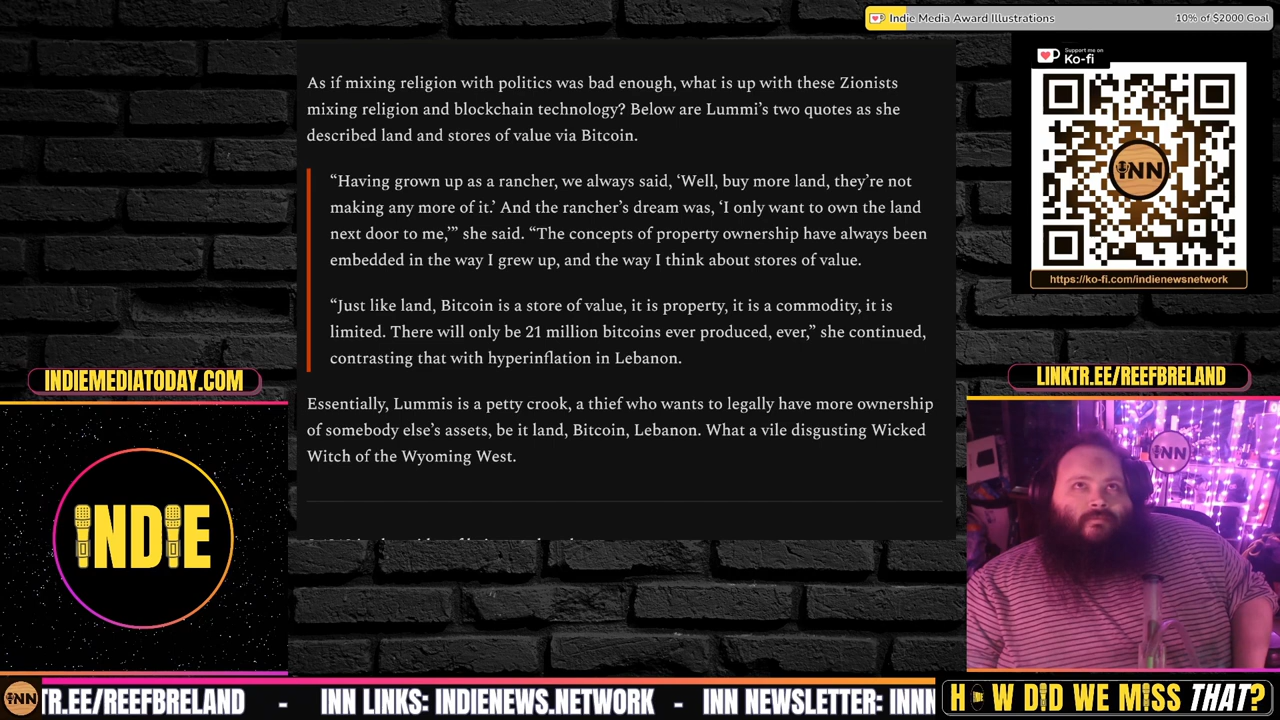 Indie Media Award Illustrations
10% of $2000 Goal
Support me on
Ko-fi
iNN
https://ko-fi.com/indienewsnetwork
As if mixing religion with politics was bad enough, what is up with these Zionists
mixing religion and blockchain technology? Below are Lummi’s two quotes as she
described land and stores of value via Bitcoin.
“Having grown up as a rancher, we always said, ‘Well, buy more land, they’re not
making any more of it.’ And the rancher’s dream was, ‘I only want to own the land
next door to me,’” she said. “The concepts of property ownership have always been
embedded in the way I grew up, and the way I think about stores of value.
“Just like land, Bitcoin is a store of value, it is property, it is a commodity, it is
limited. There will only be 21 million bitcoins ever produced, ever,” she continued,
contrasting that with hyperinflation in Lebanon.
Essentially, Lummis is a petty crook, a thief who wants to legally have more ownership
of somebody else’s assets, be it land, Bitcoin, Lebanon. What a vile disgusting Wicked
Witch of the Wyoming West.
INDIEMEDIATODAY.COM
LINKTR.EE/REEFBRELAND
INDIE
iNN
iNN
TR.EE/REEFBRELAND - INN LINKS: INDIENEWS.NETWORK - INN NEWSLETTER: INNN
HOW DID WE MISS THAT?